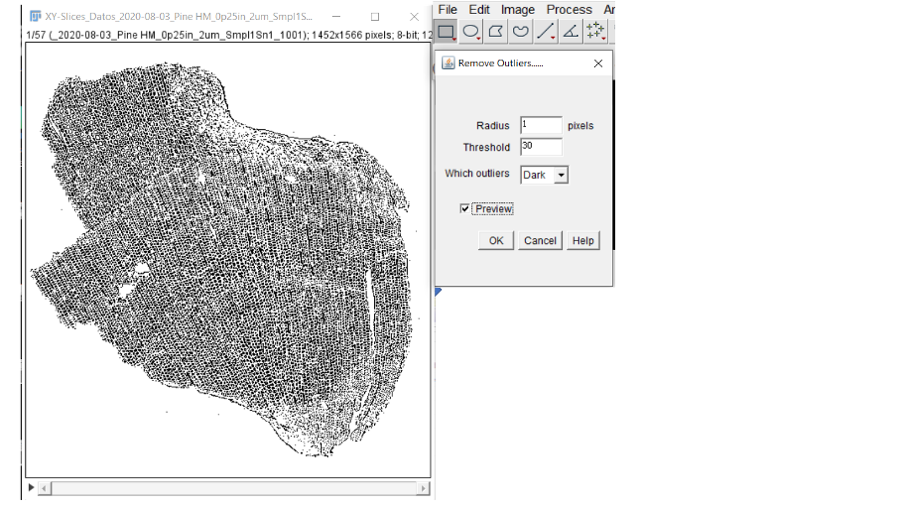 XY-Slices_Datos_2020-08-03_Pine HM_0p25in_2um_Smpl1S...
1/57 (_2020-08-03_Pine HM_0p25in_2um_Smpl1Sn1_1001); 1452x1566 pixels; 8-bit; 12
File Edit Image Process Ar
Remove Outliers......
Radius 1 pixels
Threshold 30
Which outliers Dark
Preview
OK Cancel Help